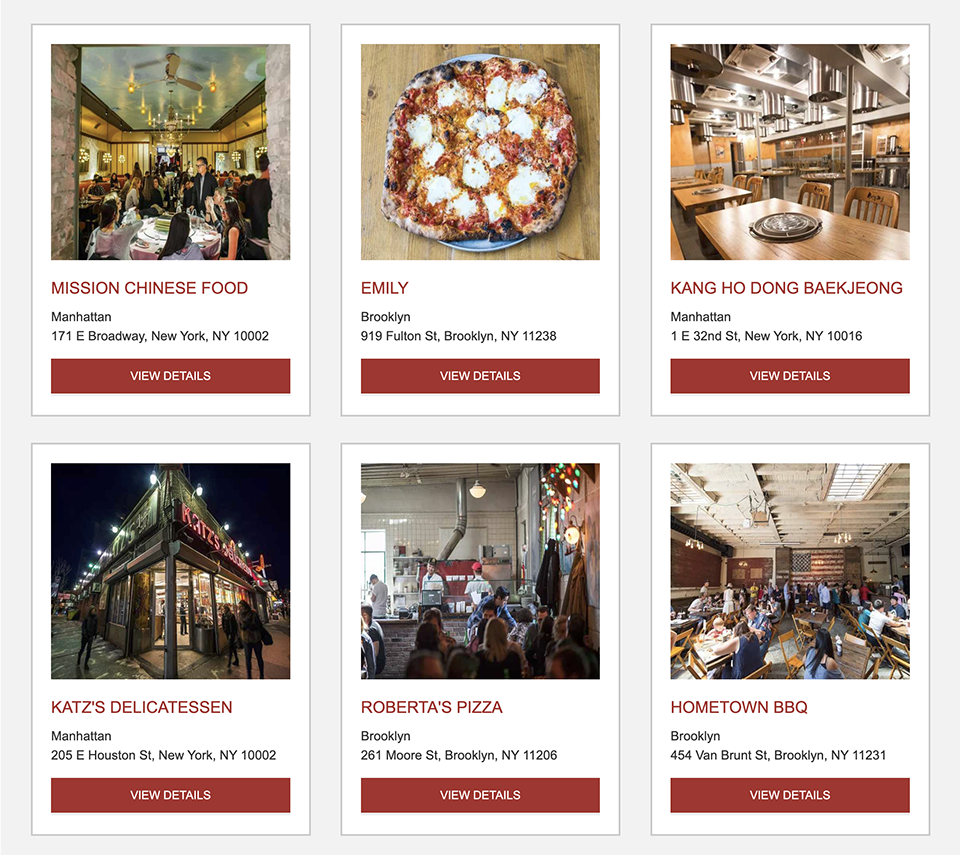 MISSION CHINESE FOOD
Manhattan
171 E Broadway, New York, NY 10002
VIEW DETAILS
EMILY
Brooklyn
919 Fulton St, Brooklyn, NY 11238
VIEW DETAILS
KANG HO DONG BAEKJEONG
Manhattan
1 E 32nd St, New York, NY 10016
VIEW DETAILS
KATZ'S
KATZ'S DELICATESSEN
Manhattan
205 E Houston St, New York, NY 10002
VIEW DETAILS
ROBERTA'S PIZZA
Brooklyn
261 Moore St, Brooklyn, NY 11206
VIEW DETAILS
HOMETOWN BBQ
Brooklyn
454 Van Brunt St, Brooklyn, NY 11231
VIEW DETAILS